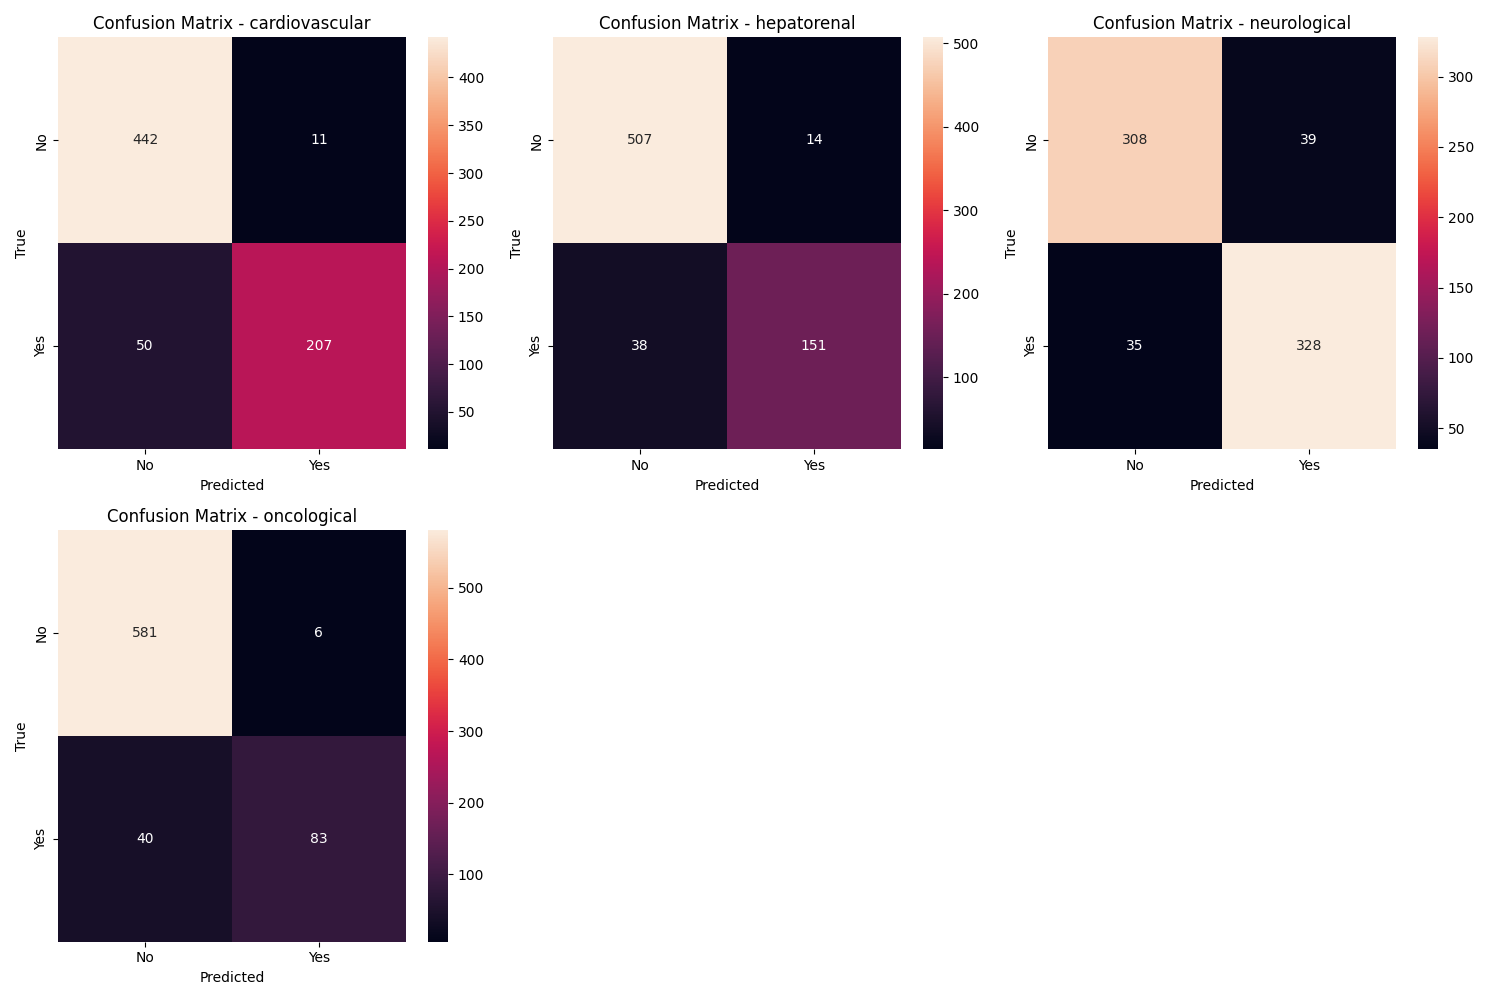 Confusion Matrix - cardiovascular
No
442
11
Yes
50
207
True
No
Yes
Predicted
400
350
300
250
200
150
100
50
Confusion Matrix - hepatorenal
No
507
14
Yes
38
151
True
No
Yes
Predicted
500
400
300
200
100
Confusion Matrix - neurological
No
308
39
Yes
35
328
True
No
Yes
Predicted
300
250
200
150
100
50
Confusion Matrix - oncological
No
581
6
Yes
40
83
True
No
Yes
Predicted
500
400
300
200
100